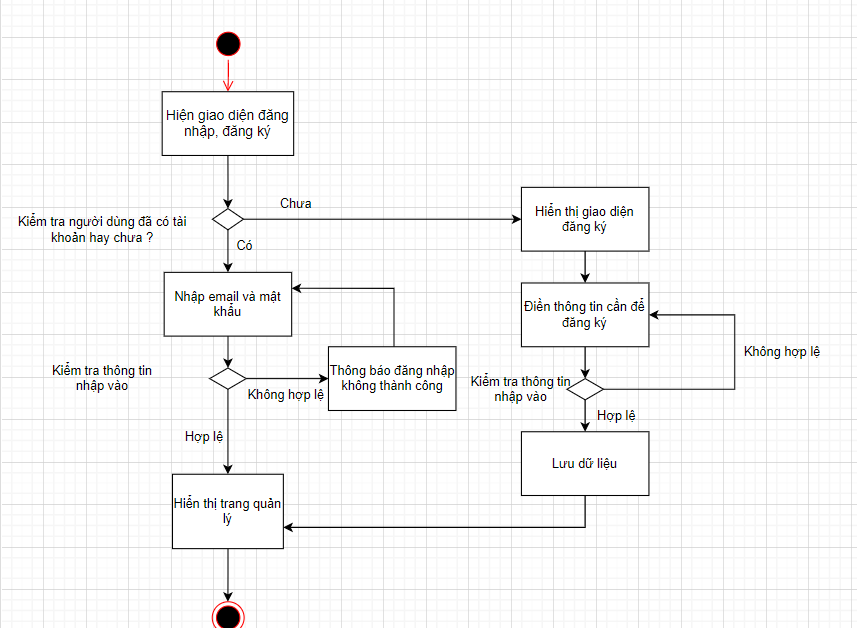 Hiện giao diện đăng
nhập, đăng ký
Chưa
Kiểm tra người dùng đã có tài
khoản hay chưa ?
Có
Hiển thị giao diện
đăng ký
Nhập email và mật
khẩu
Điền thông tin cần để
đăng ký
Không hợp lệ
Kiểm tra thông tin
nhập vào
Không hợp lệ
Thông báo đăng nhập
không thành công
Kiểm tra thông tin
nhập vào
Hợp lệ
Hợp lệ
Lưu dữ liệu
Hiển thị trang quản
lý